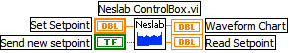 Neslab ControlBox.vi
Set Setpoint DBL Neslab DBL Waveform Chart
Send new setpoint TF DBL Read Setpoint